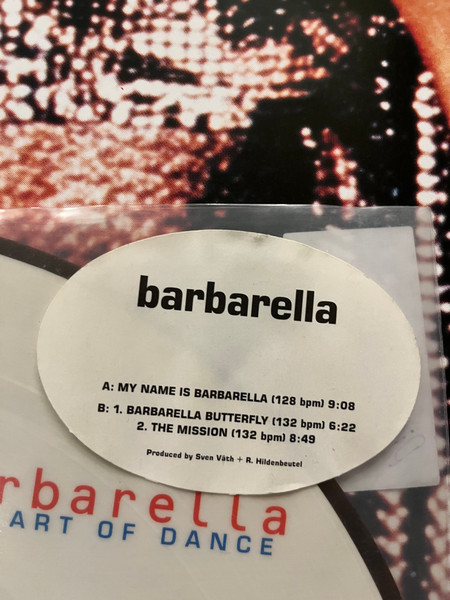 barbarella
A: MY NAME IS BARBARELLA (128 bpm) 9:08
B: 1. BARBARELLA BUTTERFLY (132 bpm) 6:22
2. THE MISSION (132 bpm) 8:49
Produced by Sven Väth + R. Hildenbeutel
rbarella
ART OF DANCE